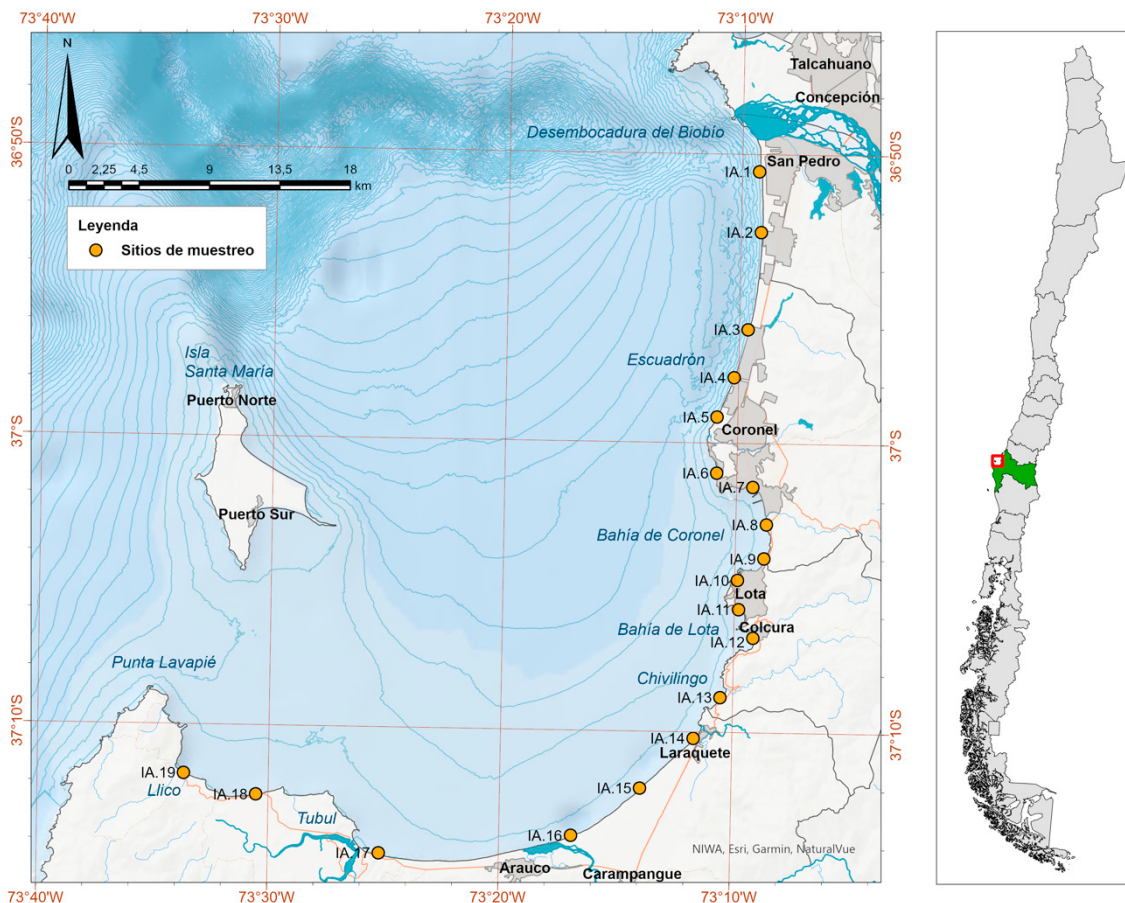 73°40'W
73°30'W
73°20'W
73°10'W
N
Talcahuano
Concepción
Desembocadura del Biobío
36°50'S
36°50'S
San Pedro
0 2,25 4,5 9 13,5 18
km
IA.1
Leyenda
Sitios de muestreo
IA.2
IA.3
Isla
Santa María
Escuadrón
IA.4
Puerto Norte
IA.5
Coronel
37°S
37°S
IA.6
IA.7
Puerto Sur
IA.8
Bahía de Coronel
IA.9
IA.10
Lota
IA.11
Bahía de Lota
Colcura
IA.12
Punta Lavapié
Chivilingo
IA.13
37°10'S
37°10'S
IA.14
Laraquete
IA.19
Llico
IA.18
IA.15
Tubul
IA.16
IA.17
NIWA, Esri, Garmin, NaturalVue
Arauco
Carampangue
73°40'W
73°30'W
73°20'W
73°10'W